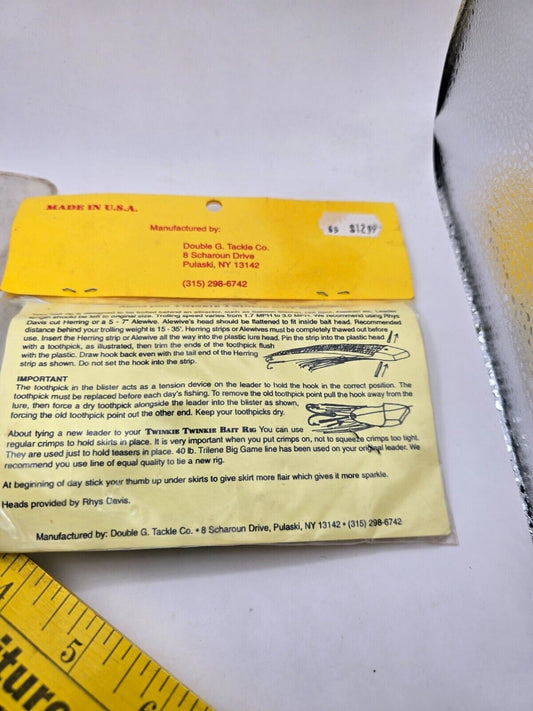 MADE IN U.S.A.
Manufactured by:
$12.99
Double G. Tackle Co.
8 Scharoun Drive
Pulaski, NY 13142
(315) 298-6742
length should be left to original size. Trolling speed varies from 1.7 MPH to 3.0 MPH. We recommend using Rhys
Davis cut Herring or a 5 - 7" Alewive. Alewive's head should be flattened to fit inside bait head. Recommended
distance behind your trolling weight is 15 - 35'. Herring strips or Alewives must be completely thawed out before
use. Insert the Herring strip or Alewive all the way into the plastic lure head. Pin the strip into the plastic head
with a toothpick, as illustrated, then trim the ends of the toothpick flush
with the plastic. Draw hook back even with the tail end of the Herring
strip as shown. Do not set the hook into the strip.
IMPORTANT
The toothpick in the blister acts as a tension device on the leader to hold the hook in the correct position. The
toothpick must be replaced before each day's fishing. To remove the old toothpick point pull the hook away from the
lure, then force a dry toothpick alongside the leader into the blister as shown,
forcing the old toothpick point out the other end. Keep your toothpicks dry.
About tying a new leader to your TWINKIE TWINKIE BAIT RIG You can use
regular crimps to hold skirts in place. It is very important when you put crimps on, not to squeeze crimps too tight.
They are used just to hold teasers in place. 40 lb. Trilene Big Game line has been used on your original leader. We
recommend you use line of equal quality to tie a new rig.
At beginning of day stick your thumb up under skirts to give skirt more flair which gives it more sparkle.
Heads provided by Rhys Davis.
Manufactured by: Double G. Tackle Co. • 8 Scharoun Drive, Pulaski, NY 13142 • (315) 298-6742
4
5
6